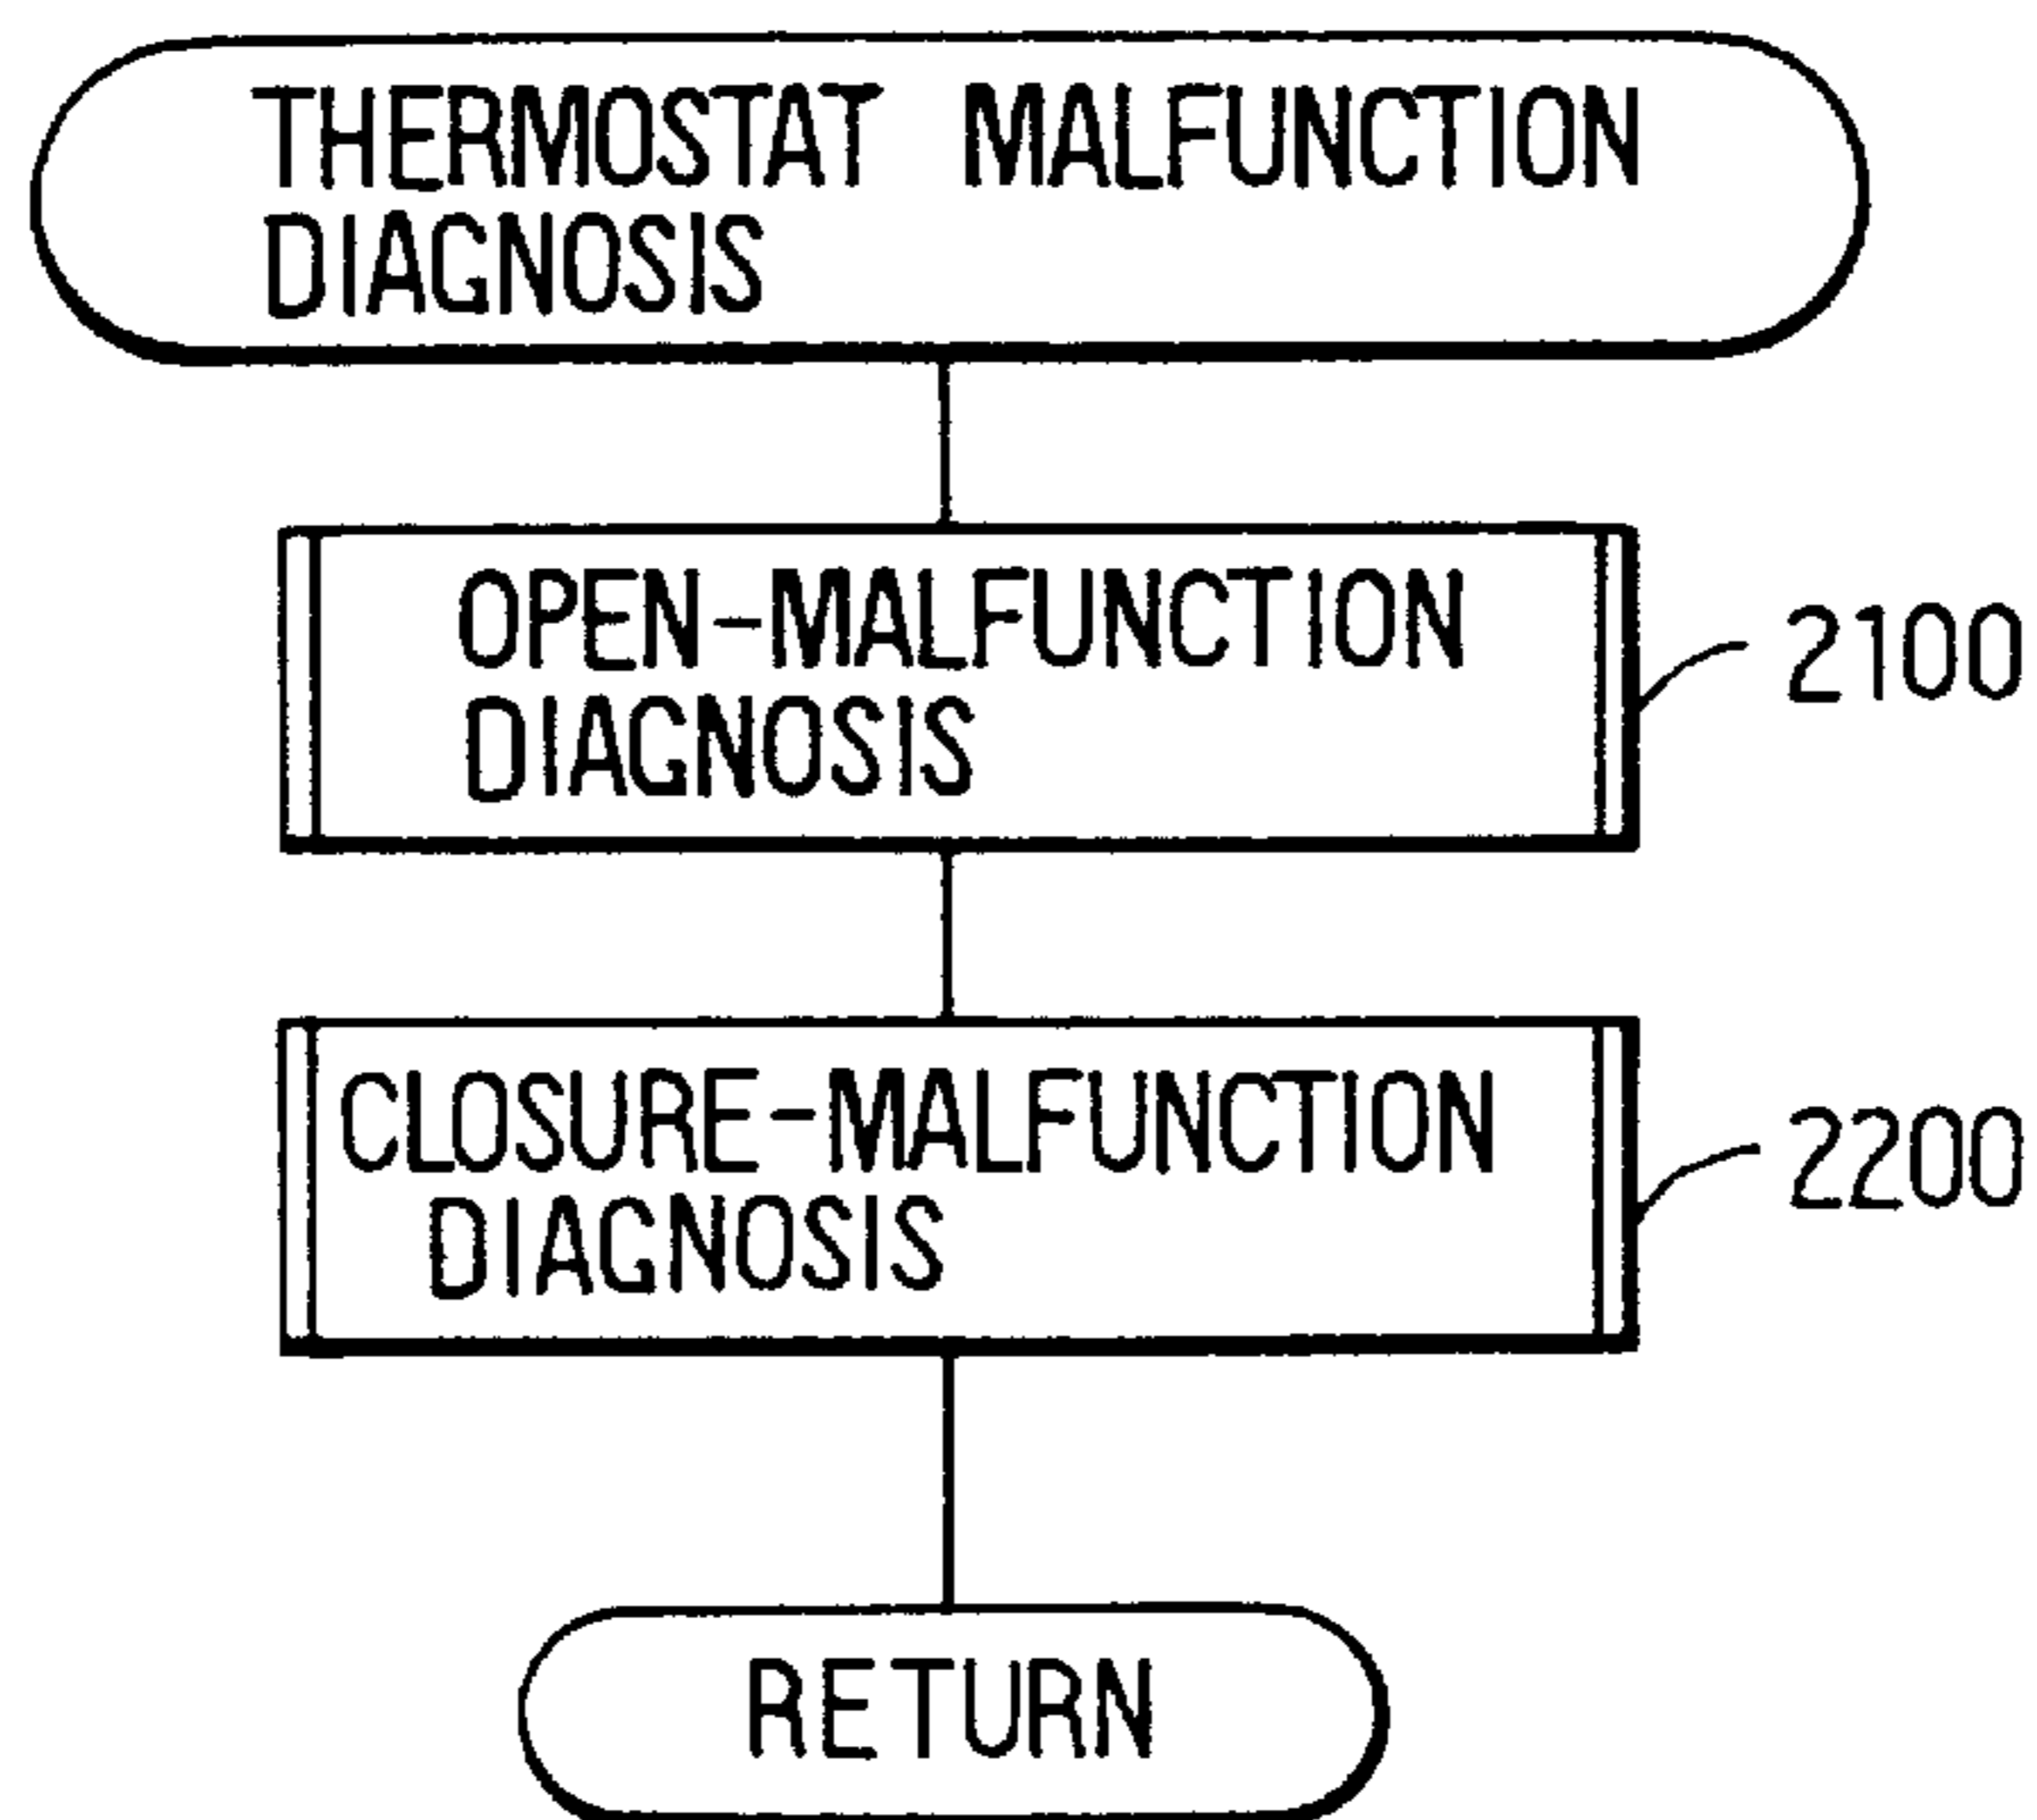 THERMOSTAT MALFUNCTION
DIAGNOSIS
OPEN-MALFUNCTION
DIAGNOSIS
2100
CLOSURE-MALFUNCTION
DIAGNOSIS
2200
RETURN